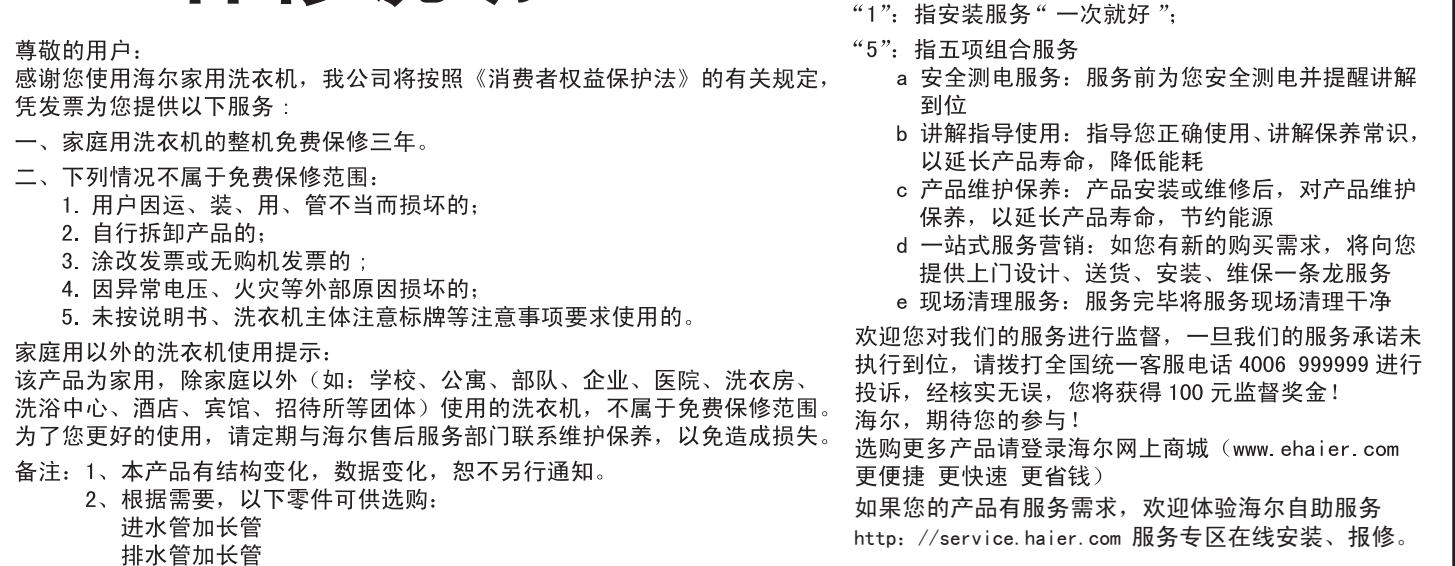 尊敬的用户：
感谢您使用海尔家用洗衣机，我公司将按照《消费者权益保护法》的有关规定，
凭发票为您提供以下服务：
一、家庭用洗衣机的整机免费保修三年。
二、下列情况不属于免费保修范围：
1. 用户因运、装、用、管不当而损坏的；
2. 自行拆卸产品的；
3. 涂改发票或无购机发票的；
4. 因异常电压、火灾等外部原因损坏的；
5. 未按说明书、洗衣机主体注意标牌等注意事项要求使用的。
家庭用以外的洗衣机使用提示：
该产品为家用，除家庭以外（如：学校、公寓、部队、企业、医院、洗衣房、
洗浴中心、酒店、宾馆、招待所等团体）使用的洗衣机，不属于免费保修范围。
为了您更好的使用，请定期与海尔售后服务部门联系维护保养，以免造成损失。
备注：1、本产品有结构变化，数据变化，恕不另行通知。
2、根据需要，以下零件可供选购：
进水管加长管
排水管加长管
“1”：指安装服务“ 一次就好 ”；
“5”：指五项组合服务
a 安全测电服务：服务前为您安全测电并提醒讲解
到位
b 讲解指导使用：指导您正确使用、讲解保养常识，
以延长产品寿命，降低能耗
c 产品维护保养：产品安装或维修后，对产品维护
保养，以延长产品寿命，节约能源
d 一站式服务营销：如您有新的购买需求，将向您
提供上门设计、送货、安装、维保一条龙服务
e 现场清理服务：服务完毕将服务现场清理干净
欢迎您对我们的服务进行监督，一旦我们的服务承诺未
执行到位，请拨打全国统一客服电话 4006 999999 进行
投诉，经核实无误，您将获得 100 元监督奖金！
海尔，期待您的参与！
选购更多产品请登录海尔网上商城（www.ehaier.com
更便捷 更快速 更省钱）
如果您的产品有服务需求，欢迎体验海尔自助服务
http：//service.haier.com 服务专区在线安装、报修。